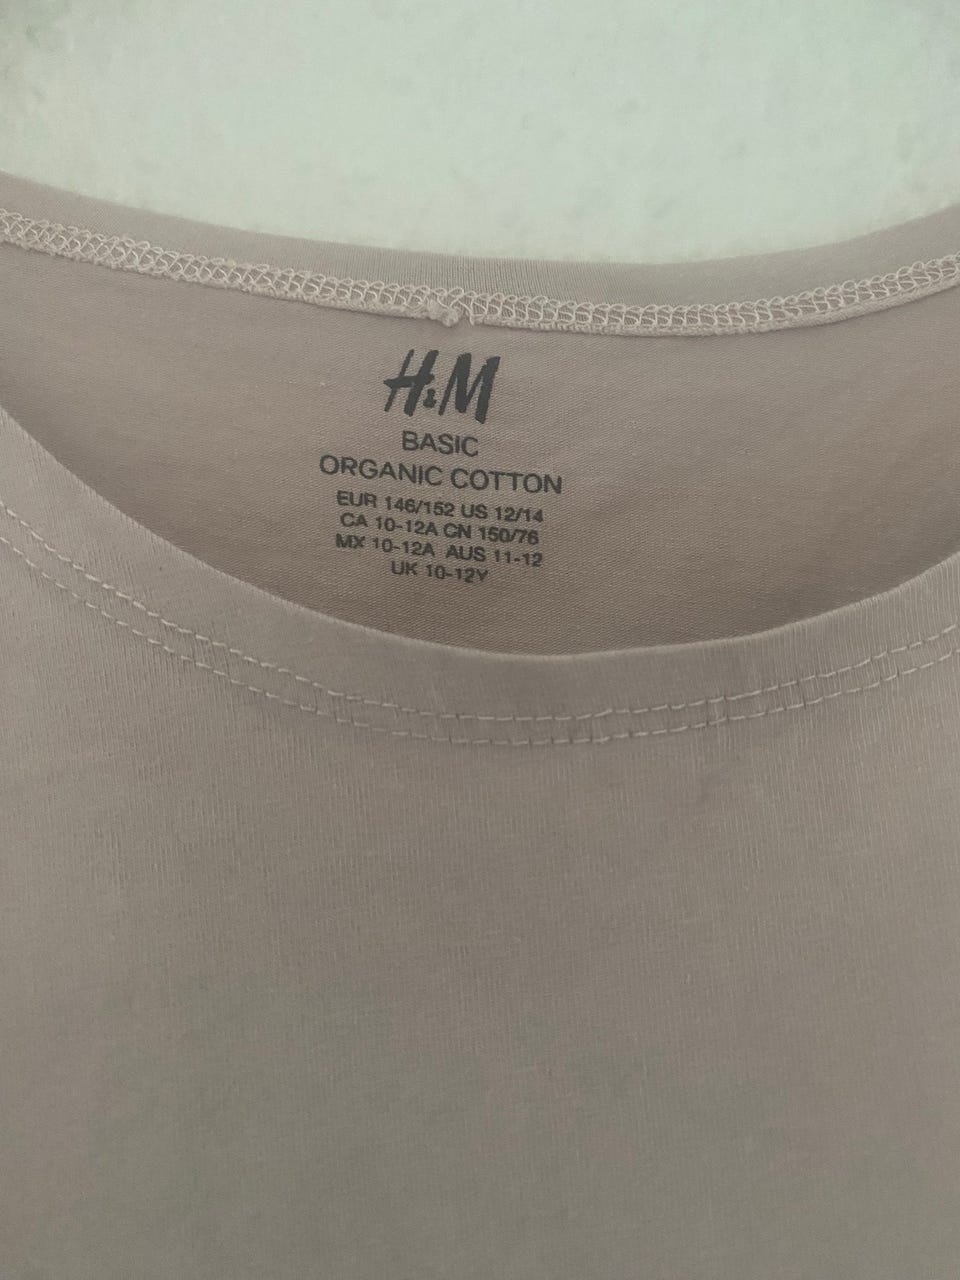 H&M
BASIC
ORGANIC COTTON
EUR 146/152 US 12/14
CA 10-12A CN 150/76
MX 10-12A AUS 11-12
UK 10-12Y